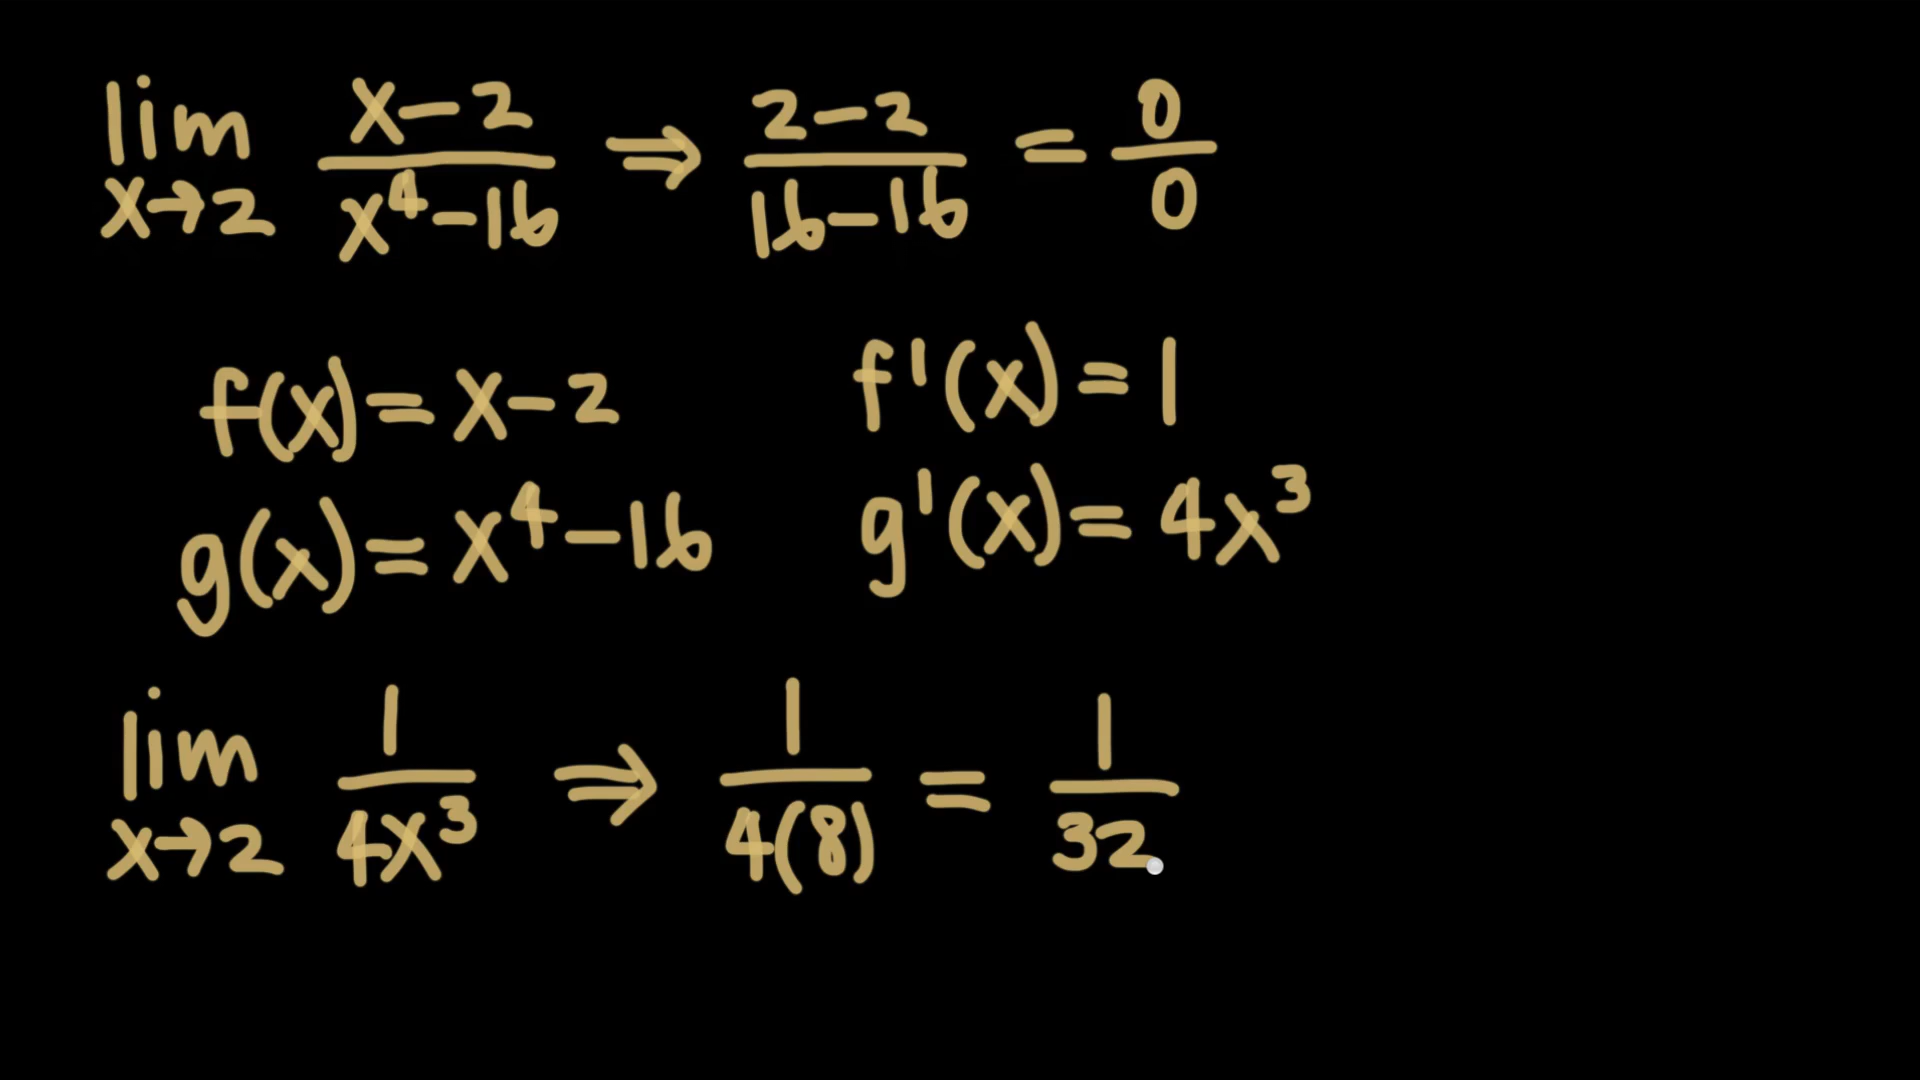 lim x→2 (x-2)/(x⁴-16) ⇒ (2-2)/(16-16) = 0/0
f(x) = x-2 f'(x) = 1
g(x) = x⁴-16 g'(x) = 4x³
lim x→2 1/(4x³) ⇒ 1/(4(8)) = 1/32